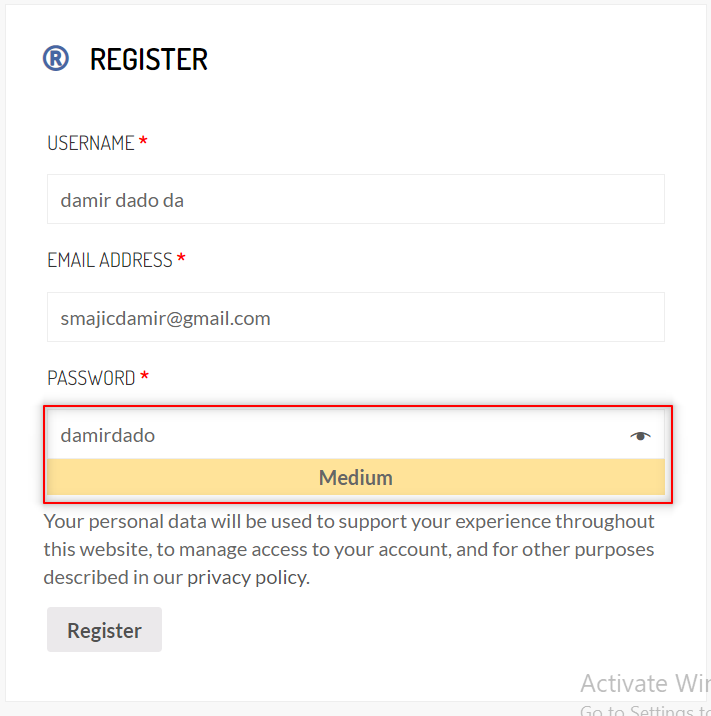 ® REGISTER
USERNAME *
damir dado da
EMAIL ADDRESS *
smajicdamir@gmail.com
PASSWORD *
damirdado
Medium
Your personal data will be used to support your experience throughout
this website, to manage access to your account, and for other purposes
described in our privacy policy.
Register
Activate Wi
Go to Settings to